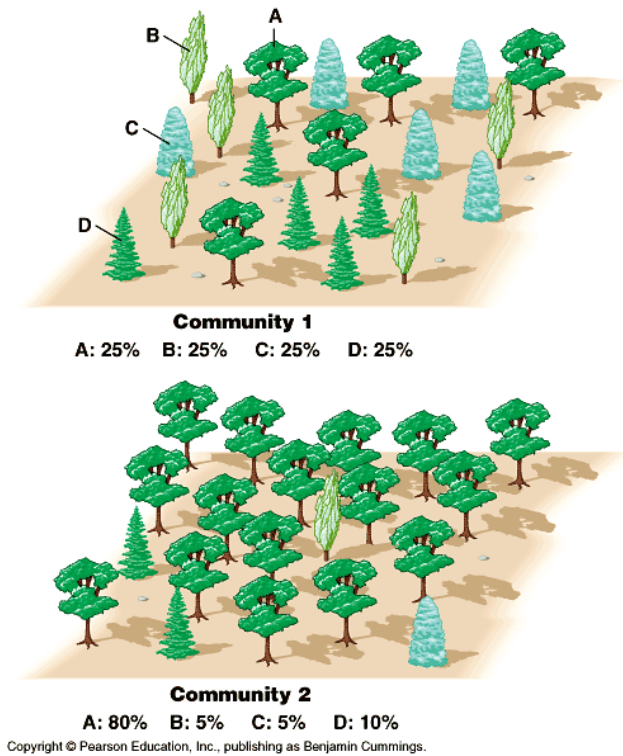 A
B
C
D
Community 1
A: 25% B: 25% C: 25% D: 25%
Community 2
A: 80% B: 5% C: 5% D: 10%
Copyright © Pearson Education, Inc., publishing as Benjamin Cummings.